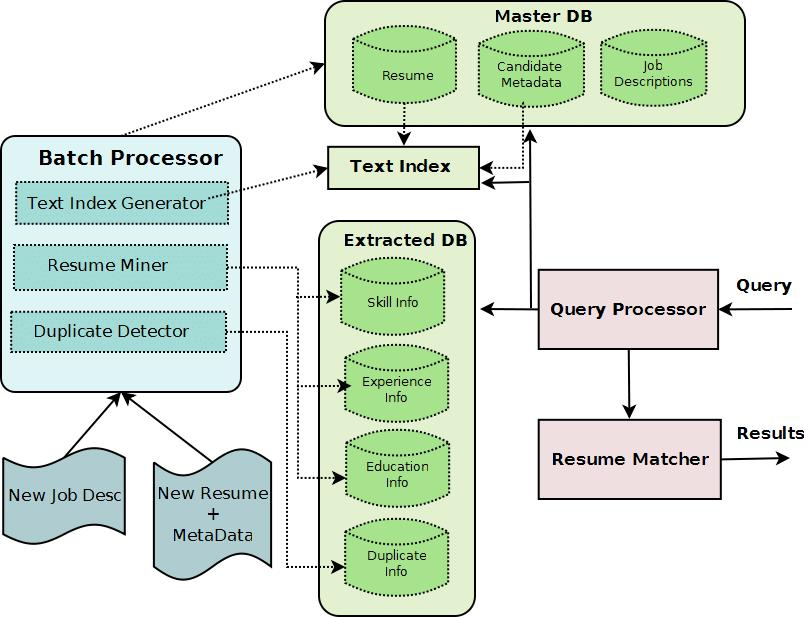 Master DB
Resume
Candidate
Metadata
Job
Descriptions
Batch Processor
Text Index Generator
Resume Miner
Duplicate Detector
Text Index
Extracted DB
Skill Info
Experience
Info
Education
Info
Duplicate
Info
Query Processor
Query
Resume Matcher
Results
New Job Desc
New Resume
+
MetaData